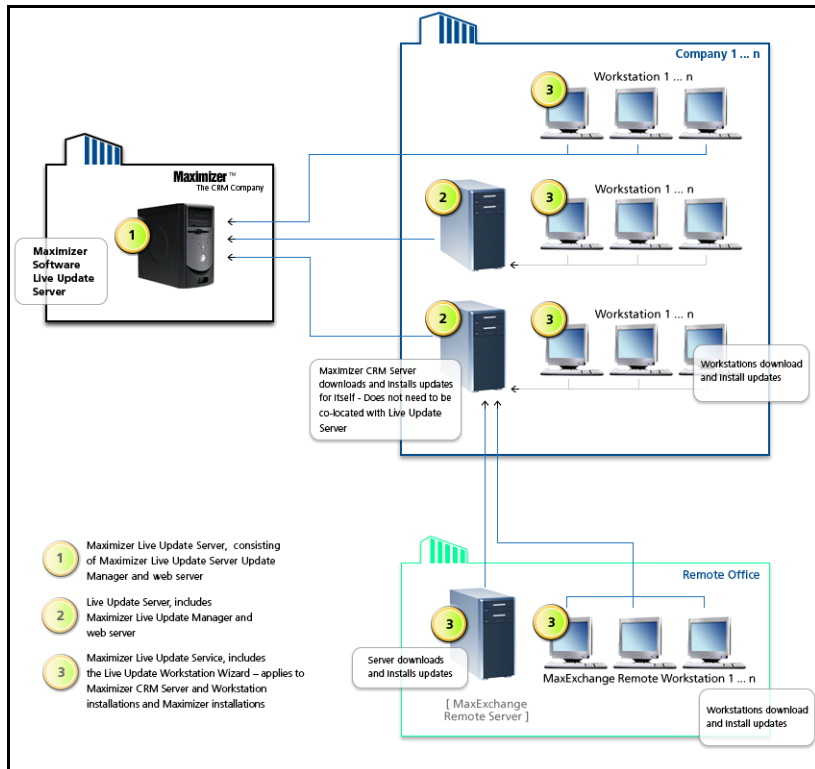 Company 1 ... n
Workstation 1 ... n
3
Maximizer™
The CRM Company
1
Maximizer
Software
Live Update
Server
2
3
Workstation 1 ... n
2
3
Workstation 1 ... n
Maximizer CRM Server
downloads and installs updates
for itself - Does not need to be
co-located with Live Update
Server
Workstations download
and install updates
1
Maximizer Live Update Server, consisting
of Maximizer Live Update Server Update
Manager and web server
2
Live Update Server, includes
Maximizer Live Update Manager and
web server
3
Maximizer Live Update Service, includes
the Live Update Workstation Wizard – applies to
Maximizer CRM Server and Workstation
installations and Maximizer installations
Remote Office
3
3
Server downloads
and installs updates
MaxExchange Remote Workstation 1 ... n
[ MaxExchange
Remote Server ]
Workstations download
and install updates